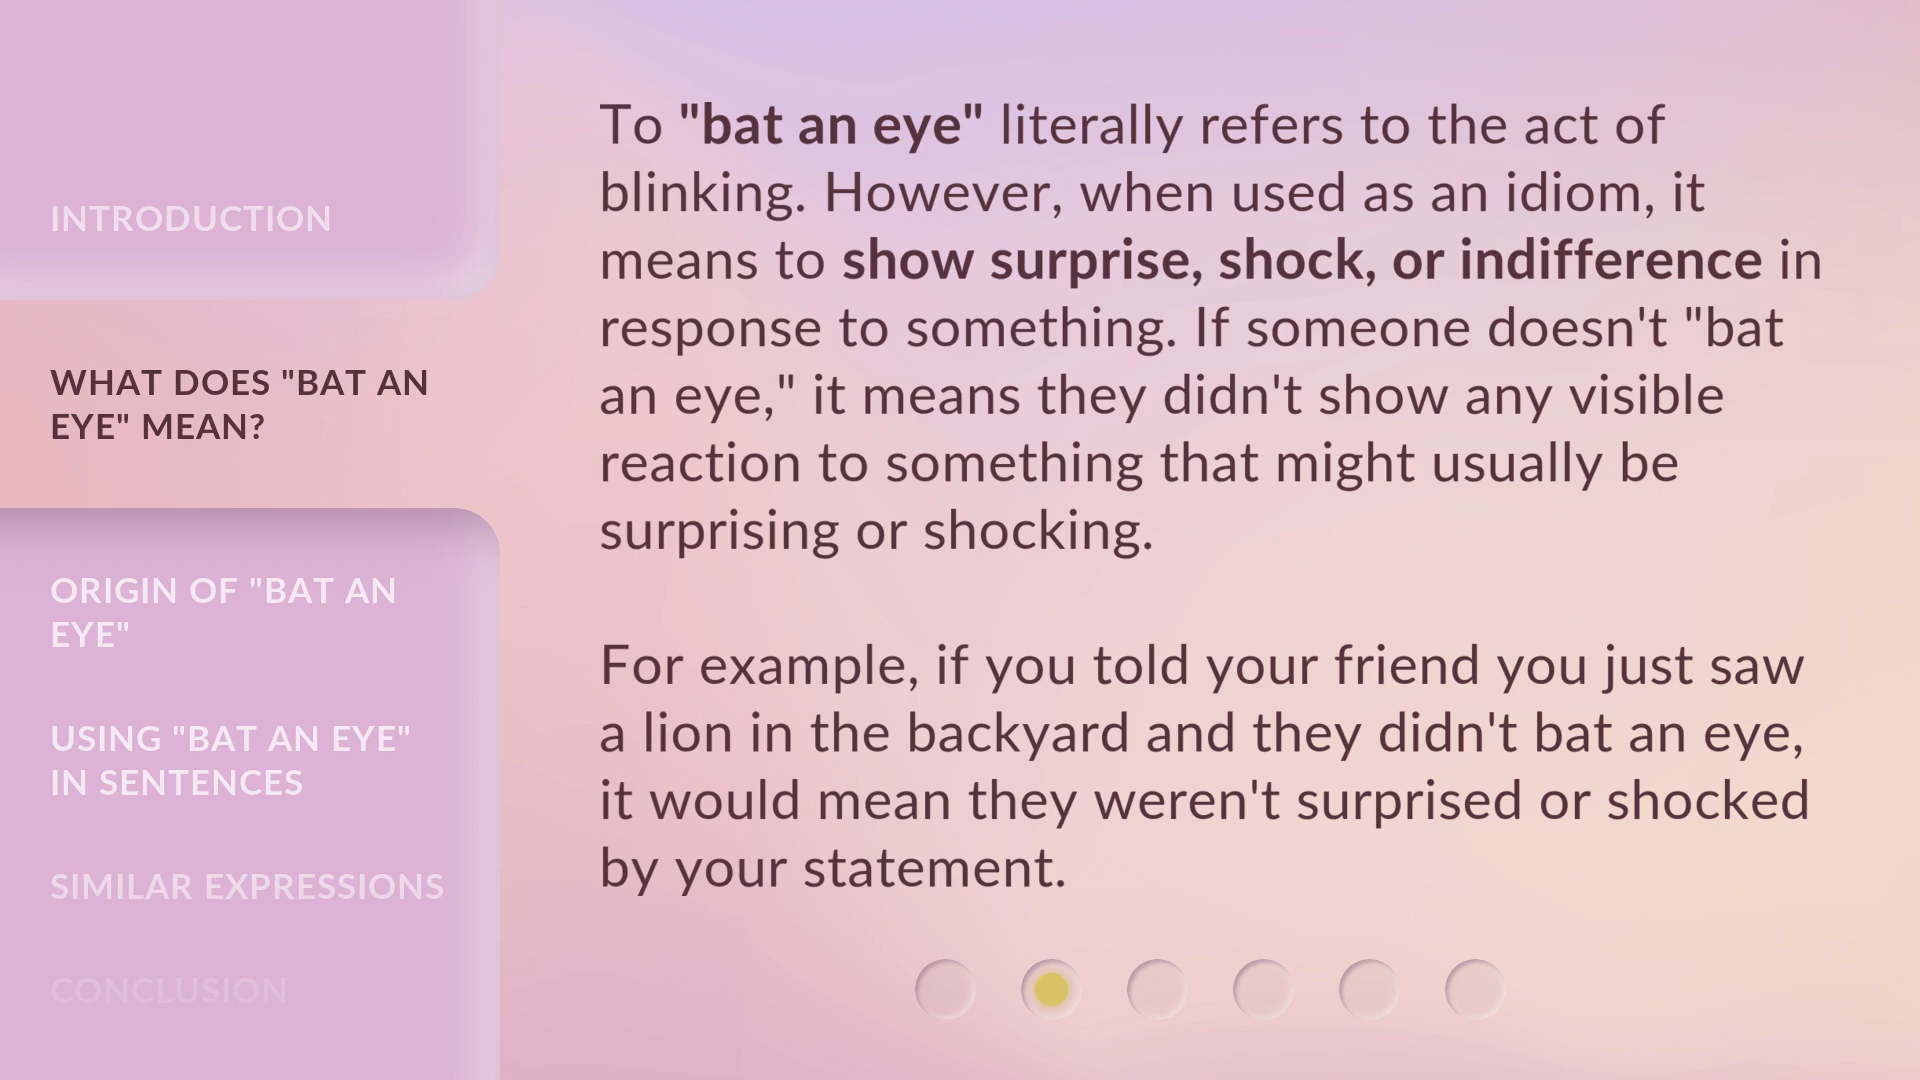 INTRODUCTION
WHAT DOES "BAT AN
EYE" MEAN?
ORIGIN OF "BAT AN
EYE"
USING "BAT AN EYE"
IN SENTENCES
SIMILAR EXPRESSIONS
CONCLUSION
To "bat an eye" literally refers to the act of
blinking. However, when used as an idiom, it
means to show surprise, shock, or indifference in
response to something. If someone doesn't "bat
an eye," it means they didn't show any visible
reaction to something that might usually be
surprising or shocking.
For example, if you told your friend you just saw
a lion in the backyard and they didn't bat an eye,
it would mean they weren't surprised or shocked
by your statement.